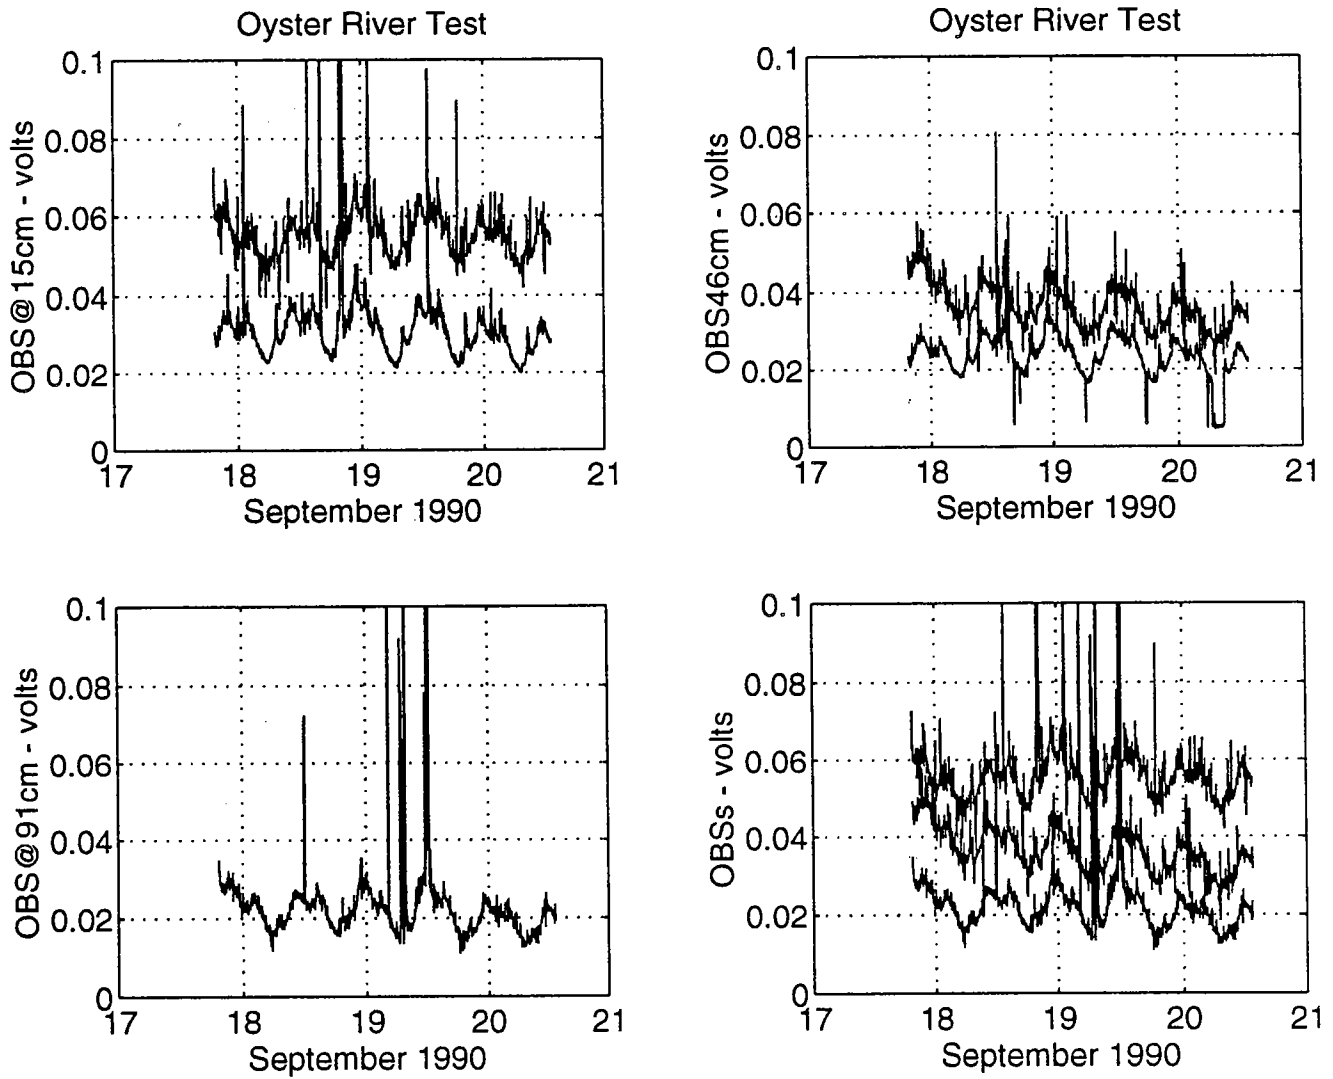 Oyster River Test
0.1
0.08
0.06
0.04
0.02
0
OBS@15cm - volts
17 18 19 20 21
September 1990
Oyster River Test
0.1
0.08
0.06
0.04
0.02
0
OBS46cm - volts
17 18 19 20 21
September 1990
0.1
0.08
0.06
0.04
0.02
0
OBS@91cm - volts
17 18 19 20 21
September 1990
0.1
0.08
0.06
0.04
0.02
0
OBSs - volts
17 18 19 20 21
September 1990